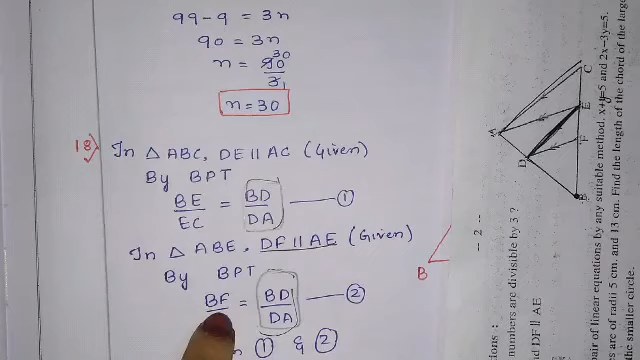 99 - 9 = 3n
90 = 3n
n = 90/3
30
1
n = 30
18) In △ ABC, DE || AC (Given)
By BPT
BE/EC = BD/DA —— ①
In △ ABE, DF || AE (Given)
By BPT
BF = BD/DA —— ②
① & ②
B
- 2 --
numbers are divisible by 3 ?
DF || AE
A
B
C
D
E
F
pair of linear equations by any suitable method. x+y=5 and 2x-3y=5.
are of radii 5 cm. and 13 cm. Find the length of the chord of the large
smaller circle.